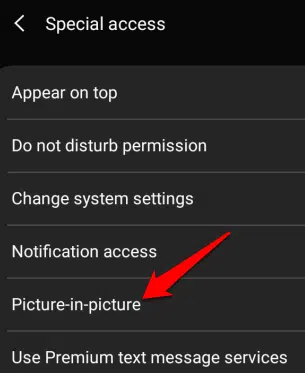 Special access
Appear on top
Do not disturb permission
Change system settings
Notification access
Picture-in-picture
Use Premium text message services